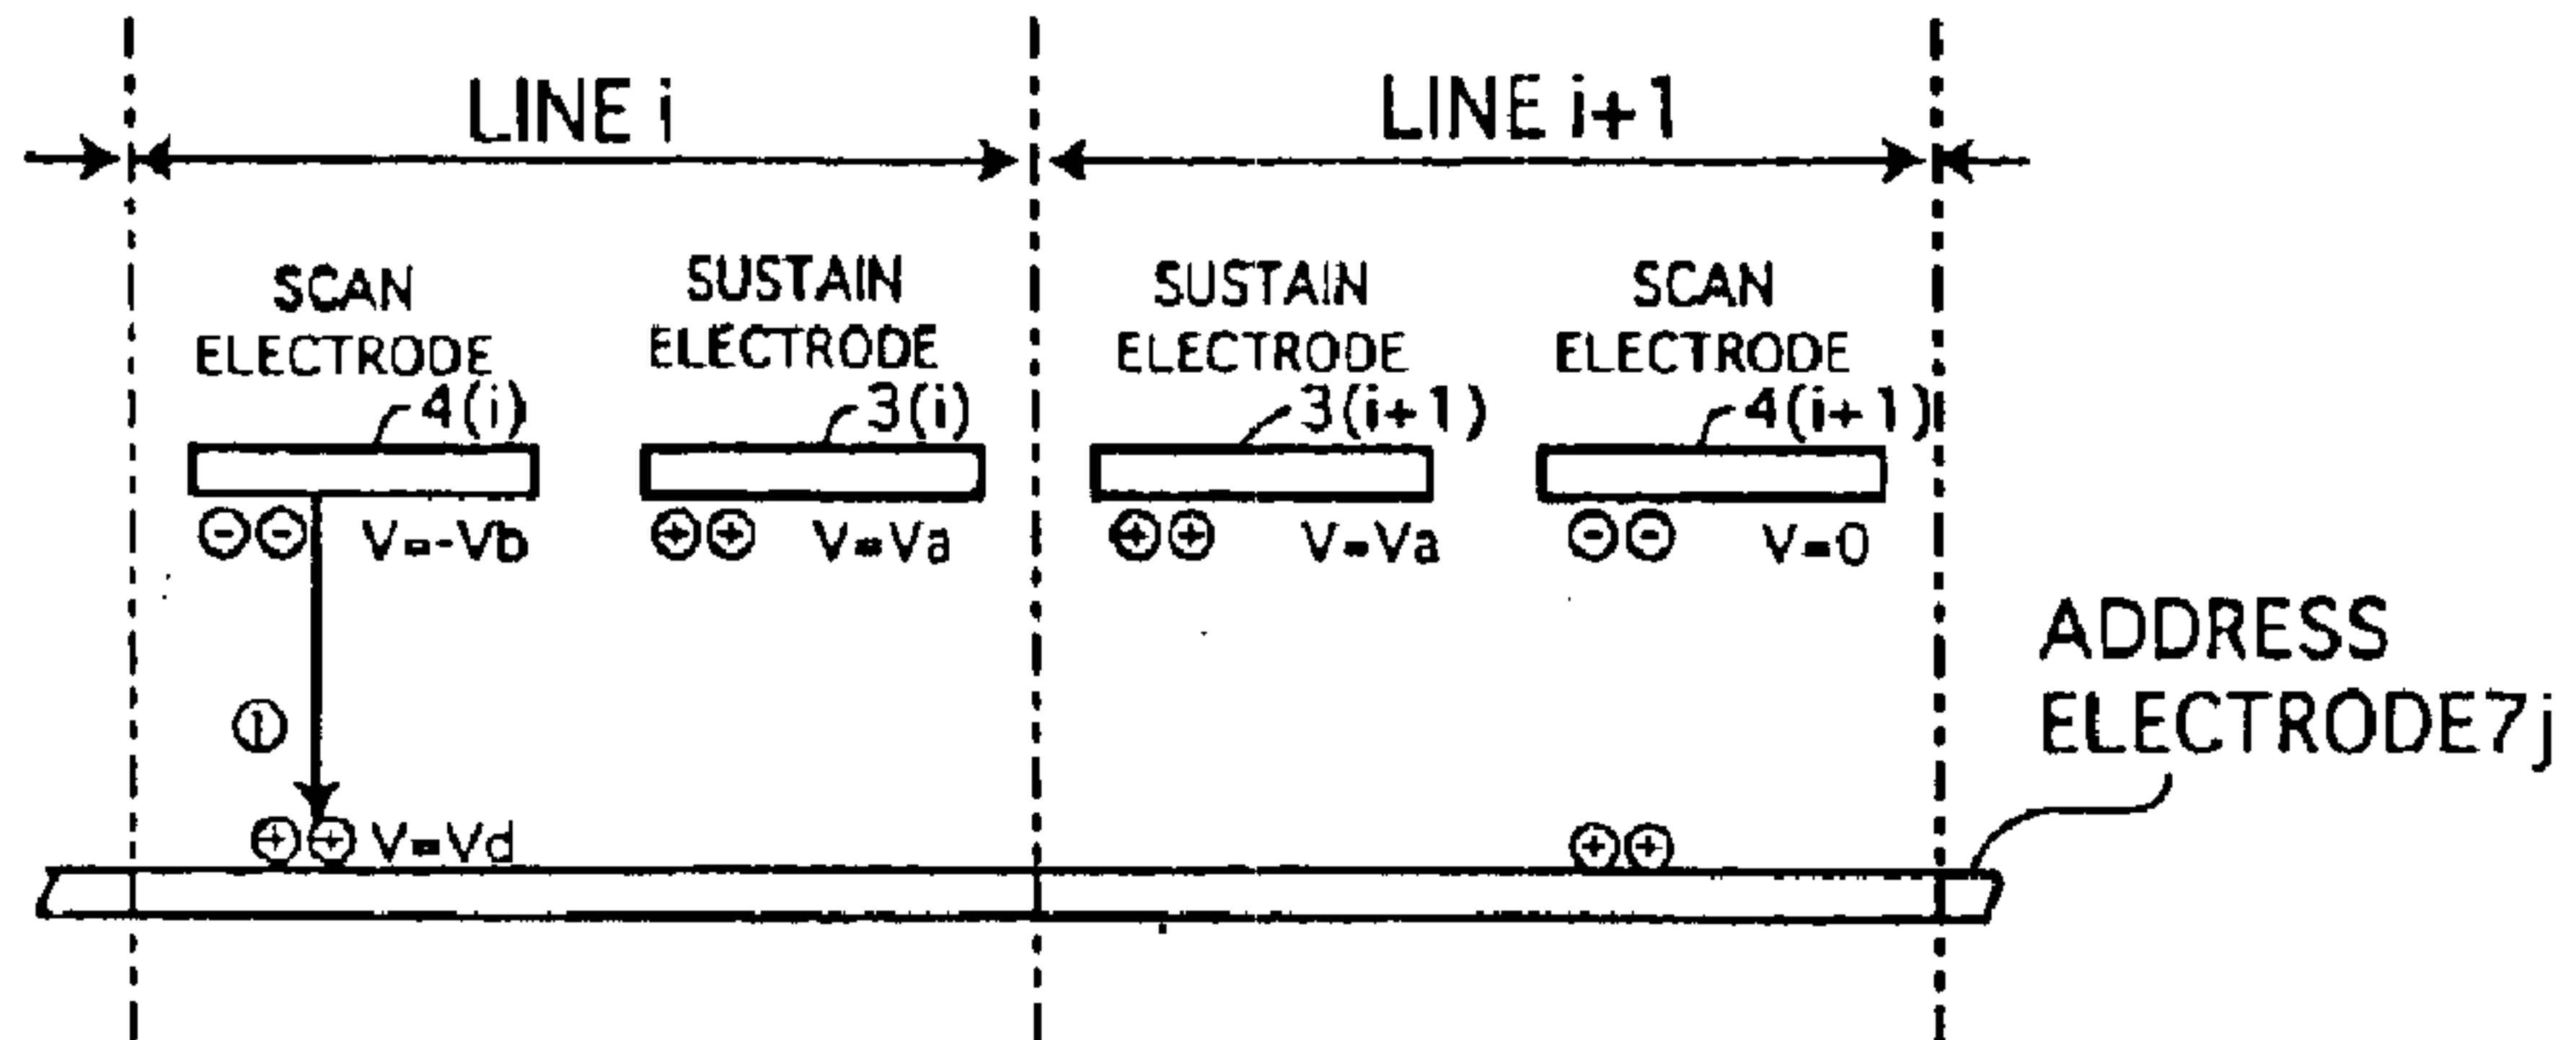 LINE i
LINE i+1
SCAN
ELECTRODE
4(i)
SUSTAIN
ELECTRODE
3(i)
SUSTAIN
ELECTRODE
3(i+1)
SCAN
ELECTRODE
4(i+1)
⊖⊖ V=-Vb
⊕⊕ V=Va
⊕⊕ V=Va
⊖⊖ V=0
①
⊕⊕ V=Vd
⊕⊕
ADDRESS
ELECTRODE7j